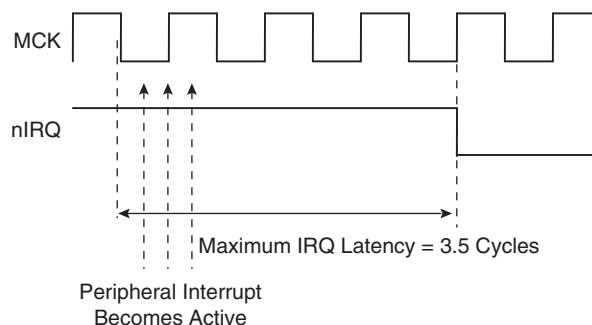 MCK
nIRQ
Maximum IRQ Latency = 3.5 Cycles
Peripheral Interrupt
Becomes Active